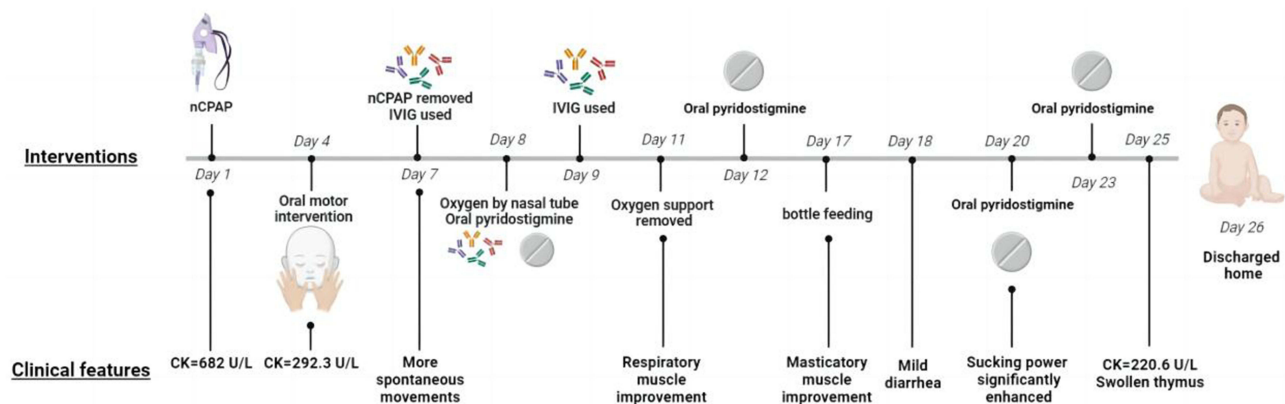 nCPAP
nCPAP removed
IVIG used
IVIG used
Oral pyridostigmine
Oral pyridostigmine
Interventions
Day 1
Day 4
Day 7
Day 8
Day 9
Day 11
Day 12
Day 17
Day 18
Day 20
Day 23
Day 25
Oral motor
intervention
Oxygen by nasal tube
Oral pyridostigmine
Oxygen support
removed
bottle feeding
Oral pyridostigmine
Day 26
Discharged
home
Clinical features
CK=682 U/L
CK=292.3 U/L
More
spontaneous
movements
Respiratory
muscle
improvement
Masticatory
muscle
improvement
Mild
diarrhea
Sucking power
significantly
enhanced
CK=220.6 U/L
Swollen thymus